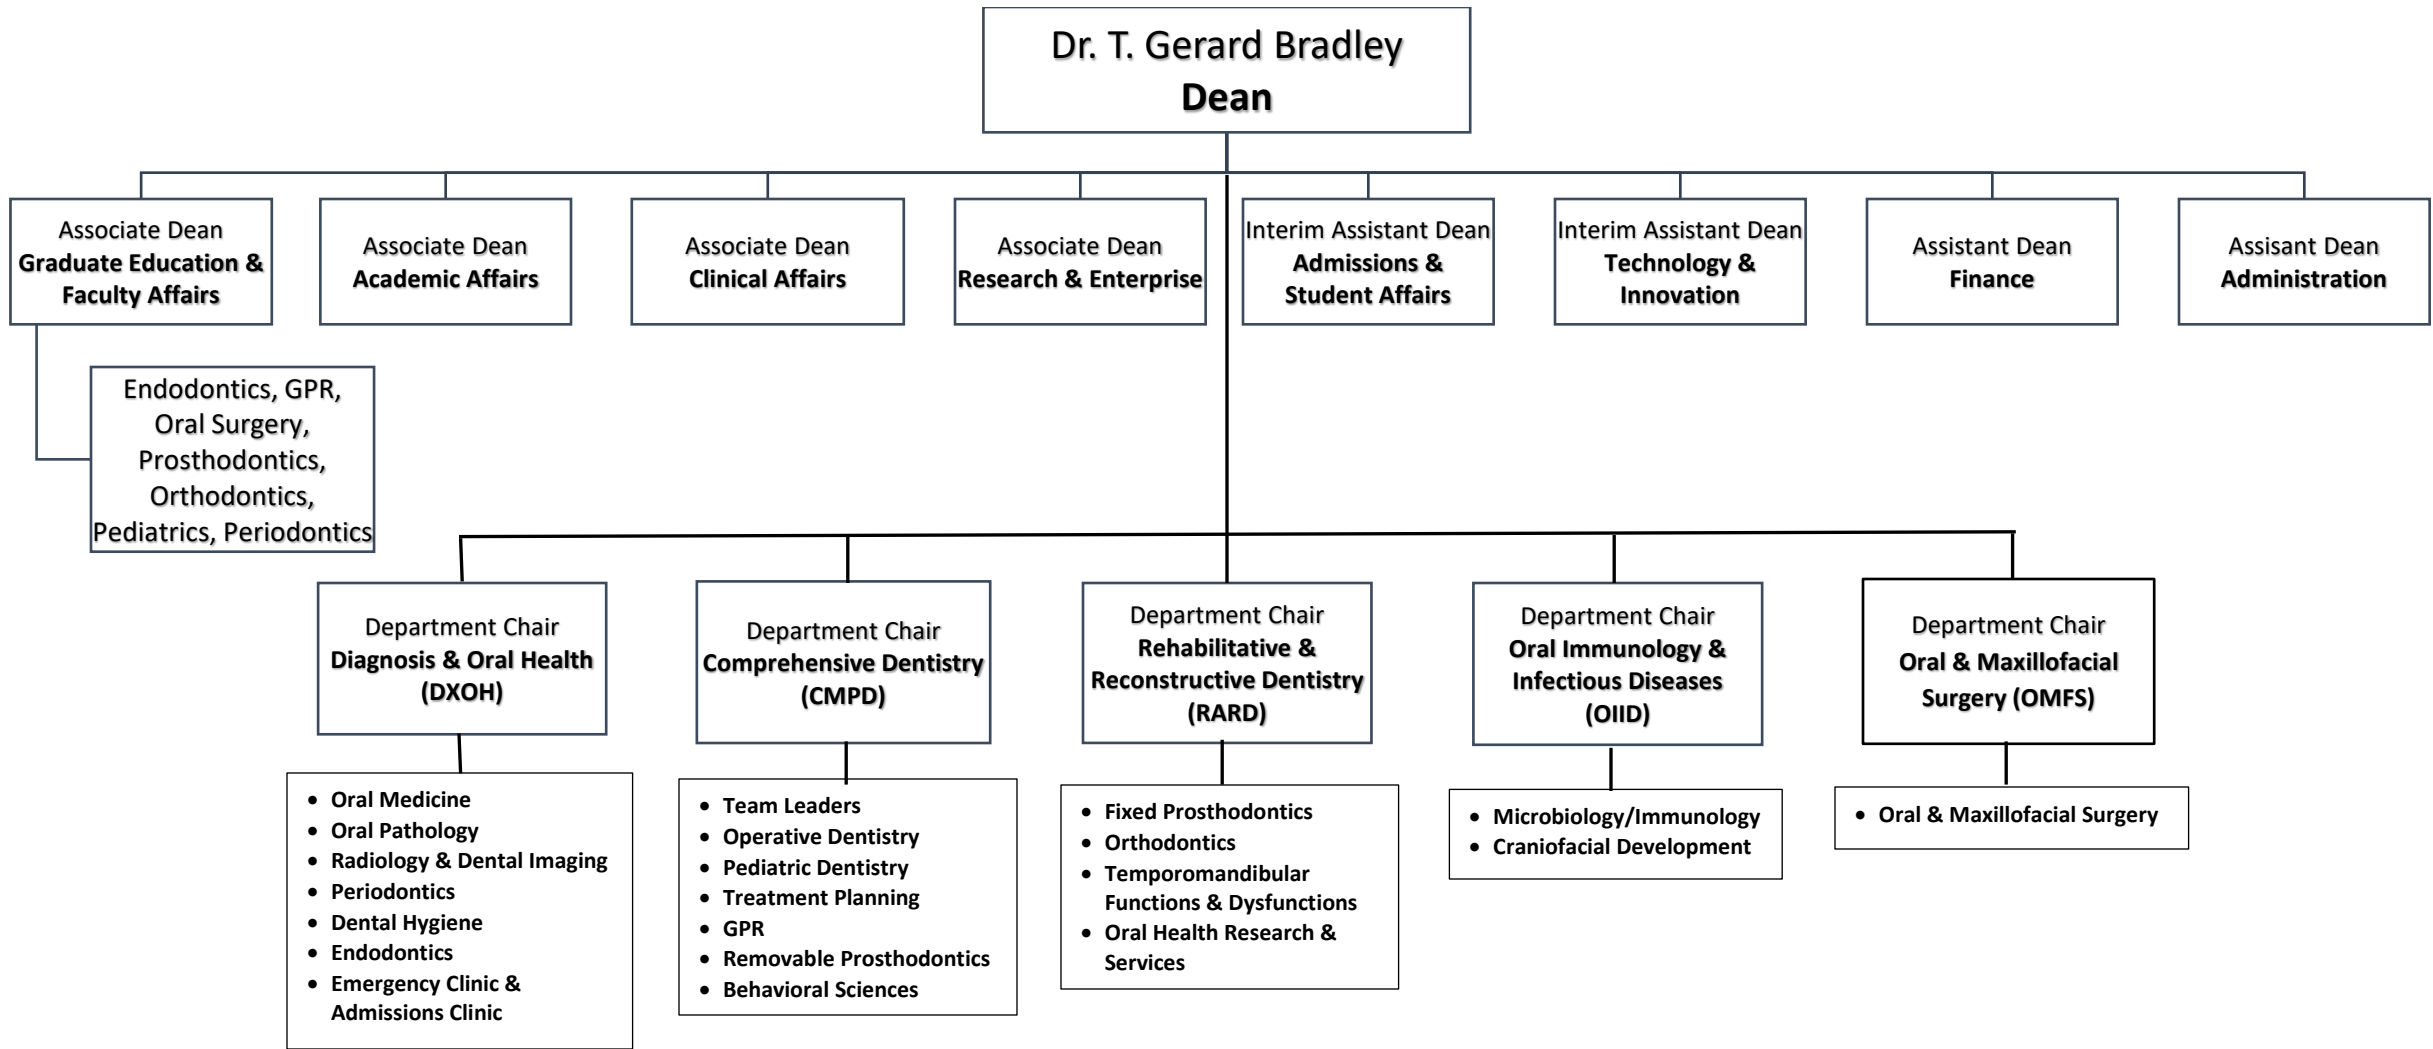 Dr. T. Gerard Bradley
Dean
Associate Dean
Graduate Education &
Faculty Affairs
Associate Dean
Academic Affairs
Associate Dean
Clinical Affairs
Associate Dean
Research & Enterprise
Interim Assistant Dean
Admissions &
Student Affairs
Interim Assistant Dean
Technology &
Innovation
Assistant Dean
Finance
Assisant Dean
Administration
Endodontics, GPR,
Oral Surgery,
Prosthodontics,
Orthodontics,
Pediatrics, Periodontics
Department Chair
Diagnosis & Oral Health
(DXOH)
Department Chair
Comprehensive Dentistry
(CMPD)
Department Chair
Rehabilitative &
Reconstructive Dentistry
(RARD)
Department Chair
Oral Immunology &
Infectious Diseases
(OIID)
Department Chair
Oral & Maxillofacial
Surgery (OMFS)
• Oral Medicine
• Oral Pathology
• Radiology & Dental Imaging
• Periodontics
• Dental Hygiene
• Endodontics
• Emergency Clinic &
Admissions Clinic
• Team Leaders
• Operative Dentistry
• Pediatric Dentistry
• Treatment Planning
• GPR
• Removable Prosthodontics
• Behavioral Sciences
• Fixed Prosthodontics
• Orthodontics
• Temporomandibular
Functions & Dysfunctions
• Oral Health Research &
Services
• Microbiology/Immunology
• Craniofacial Development
• Oral & Maxillofacial Surgery